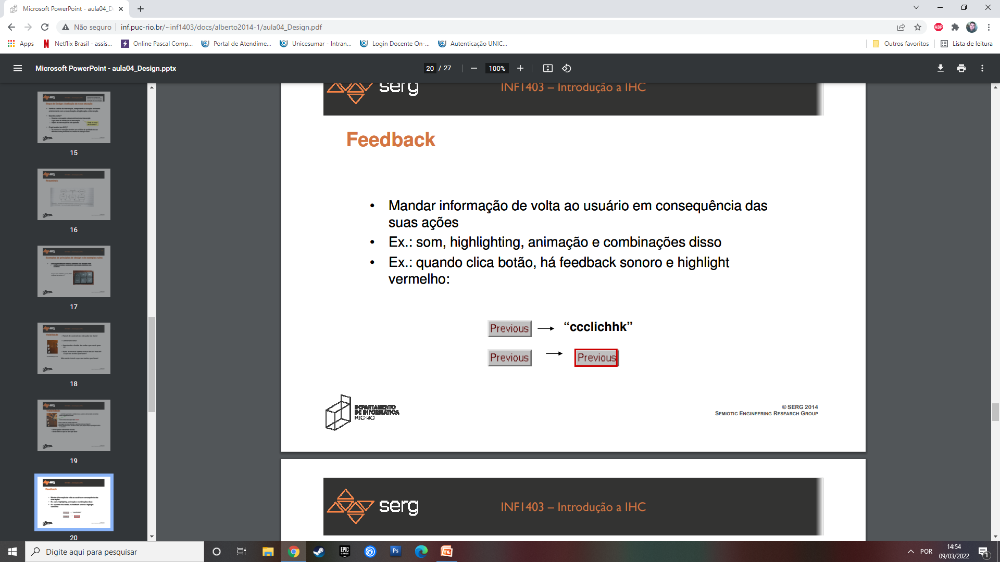 Microsoft PowerPoint - aula04_D
Não seguro
inf.puc-rio.br/~inf1403/docs/alberto2014-1/aula04_Design.pdf
ABP
Apps
Netflix Brasil - assis...
Online Pascal Comp...
Portal de Atendime...
Unicesumar - Intran...
Login Docente On-...
Autenticação UNIC...
Outros favoritos
Lista de leitura
Microsoft PowerPoint - aula04_Design.pptx
20 / 27
100%
15
16
17
18
19
20
serg
INF1403 – Introdução a IHC
Feedback
• Mandar informação de volta ao usuário em consequência das
suas ações
• Ex.: som, highlighting, animação e combinações disso
• Ex.: quando clica botão, há feedback sonoro e highlight
vermelho:
Previous
“ccclichhk”
Previous
Previous
DEPARTAMENTO
DE INFORMÁTICA
PUC-RIO
© SERG 2014
SEMIOTIC ENGINEERING RESEARCH GROUP
serg
INF1403 – Introdução a IHC
Digite aqui para pesquisar
EPIC
GAMES
Ps
POR
14:54
09/03/2022
1